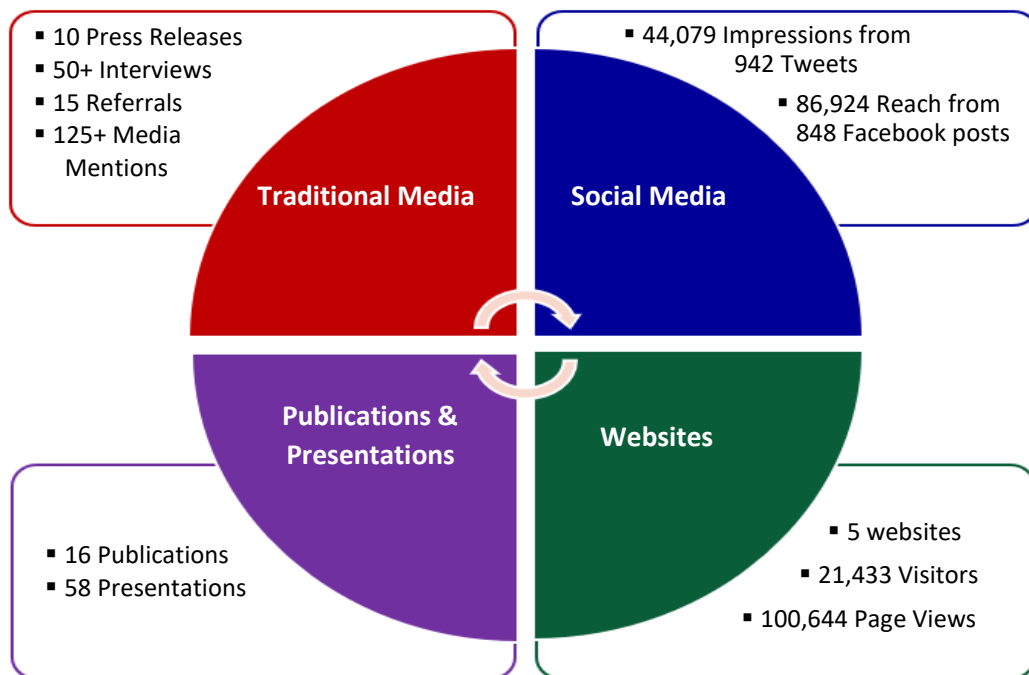 ▪ 10 Press Releases
▪ 50+ Interviews
▪ 15 Referrals
▪ 125+ Media
Mentions
Traditional Media
▪ 44,079 Impressions from
942 Tweets
▪ 86,924 Reach from
848 Facebook posts
Social Media
Publications &
Presentations
▪ 16 Publications
▪ 58 Presentations
Websites
▪ 5 websites
▪ 21,433 Visitors
▪ 100,644 Page Views